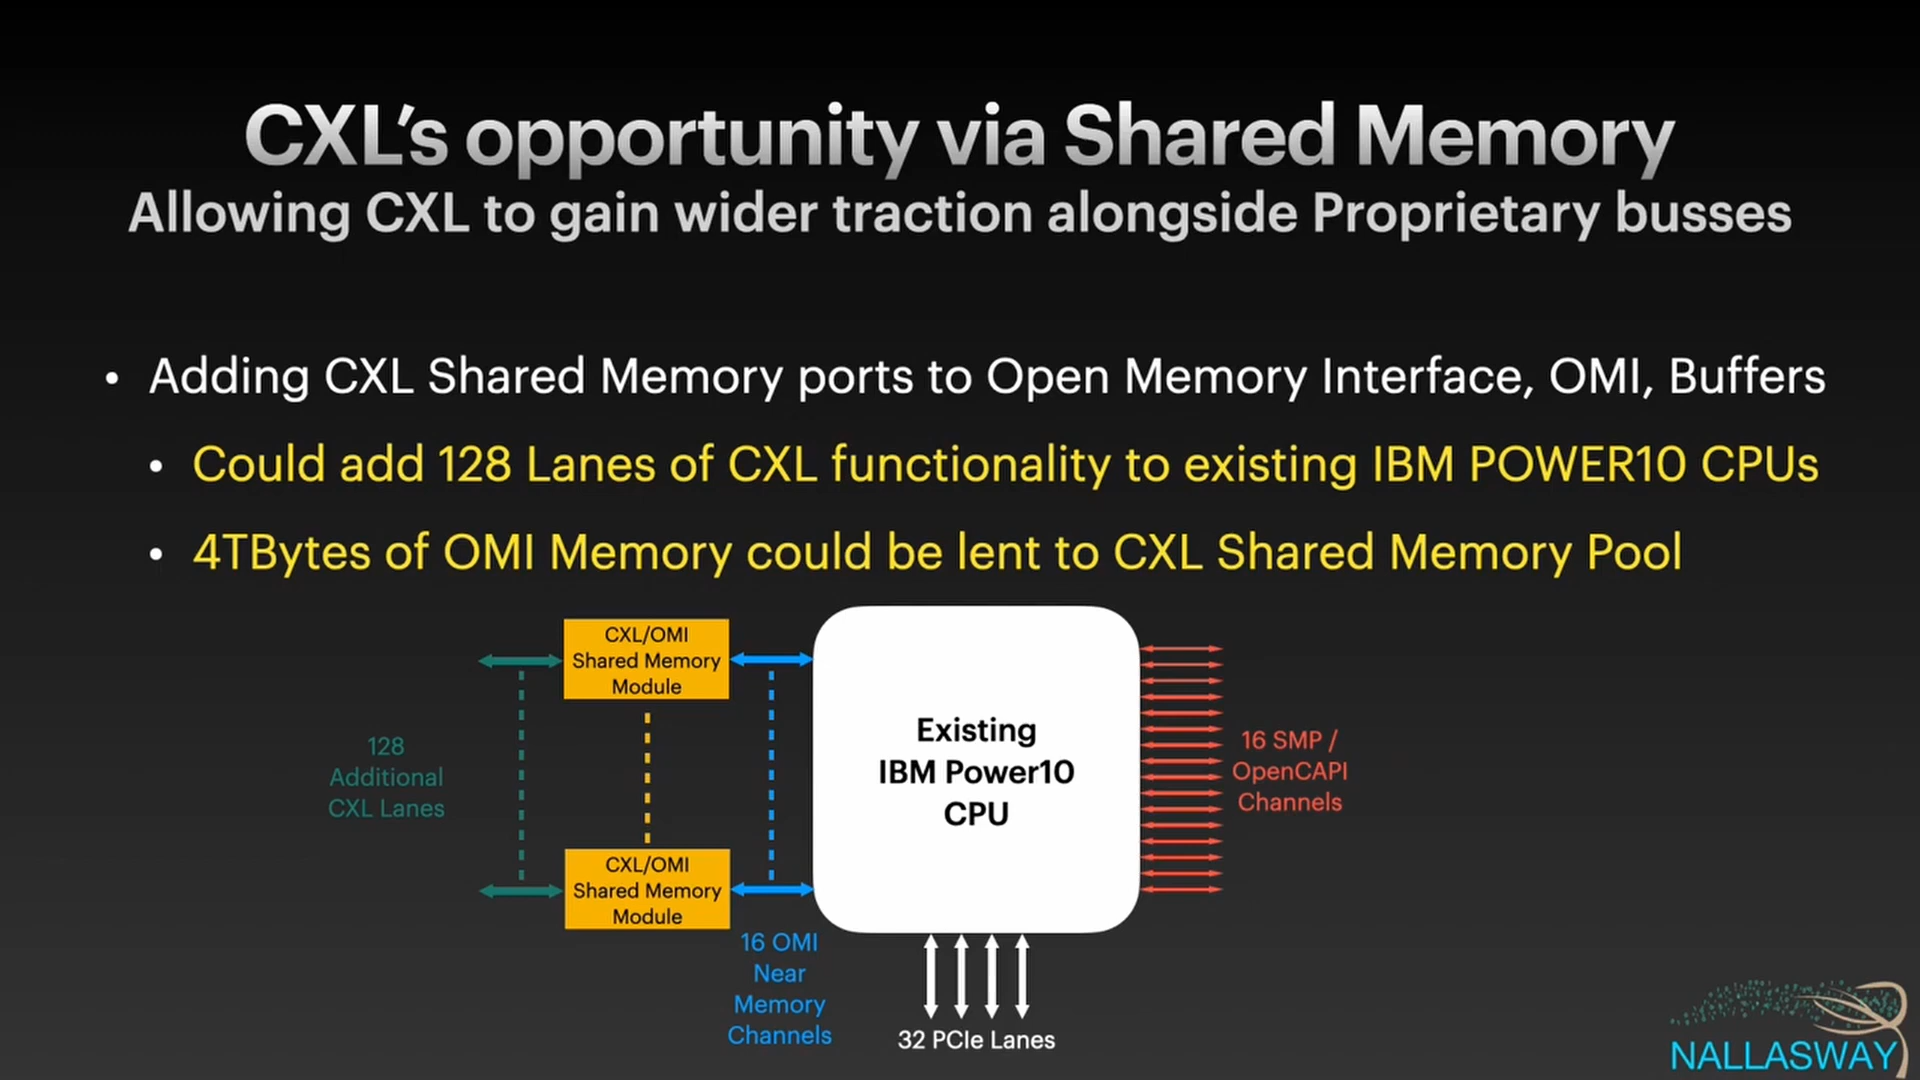 CXL's opportunity via Shared Memory
Allowing CXL to gain wider traction alongside Proprietary busses
• Adding CXL Shared Memory ports to Open Memory Interface, OMI, Buffers
• Could add 128 Lanes of CXL functionality to existing IBM POWER10 CPUs
• 4TBytes of OMI Memory could be lent to CXL Shared Memory Pool
CXL/OMI
Shared Memory
Module
128
Additional
CXL Lanes
CXL/OMI
Shared Memory
Module
16 OMI
Near
Memory
Channels
Existing
IBM Power10
CPU
32 PCIe Lanes
16 SMP /
OpenCAPI
Channels
NALLASWAY